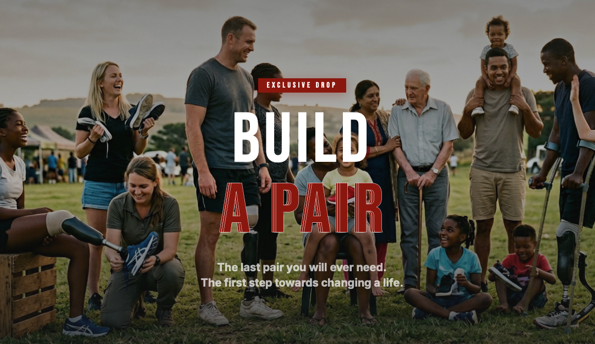 EXCLUSIVE DROP
BUILD
A PAIR
The last pair you will ever need.
The first step towards changing a life.